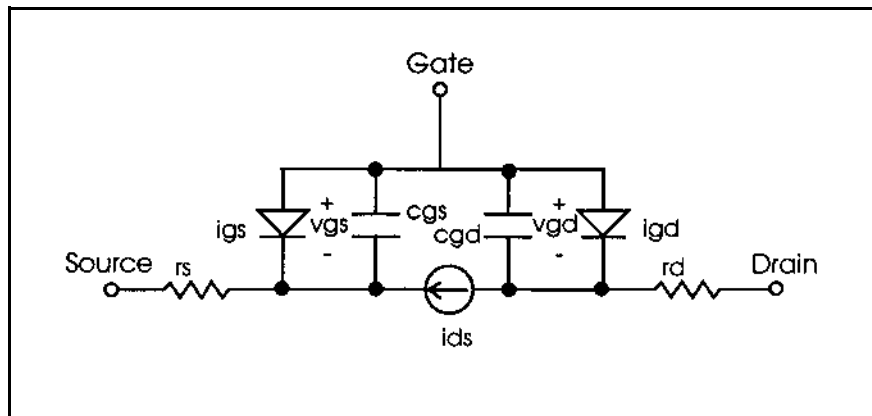 Gate
+
vgs
-
cgs
igs
cgd
+
vgd
-
igd
Source
rs
ids
rd
Drain